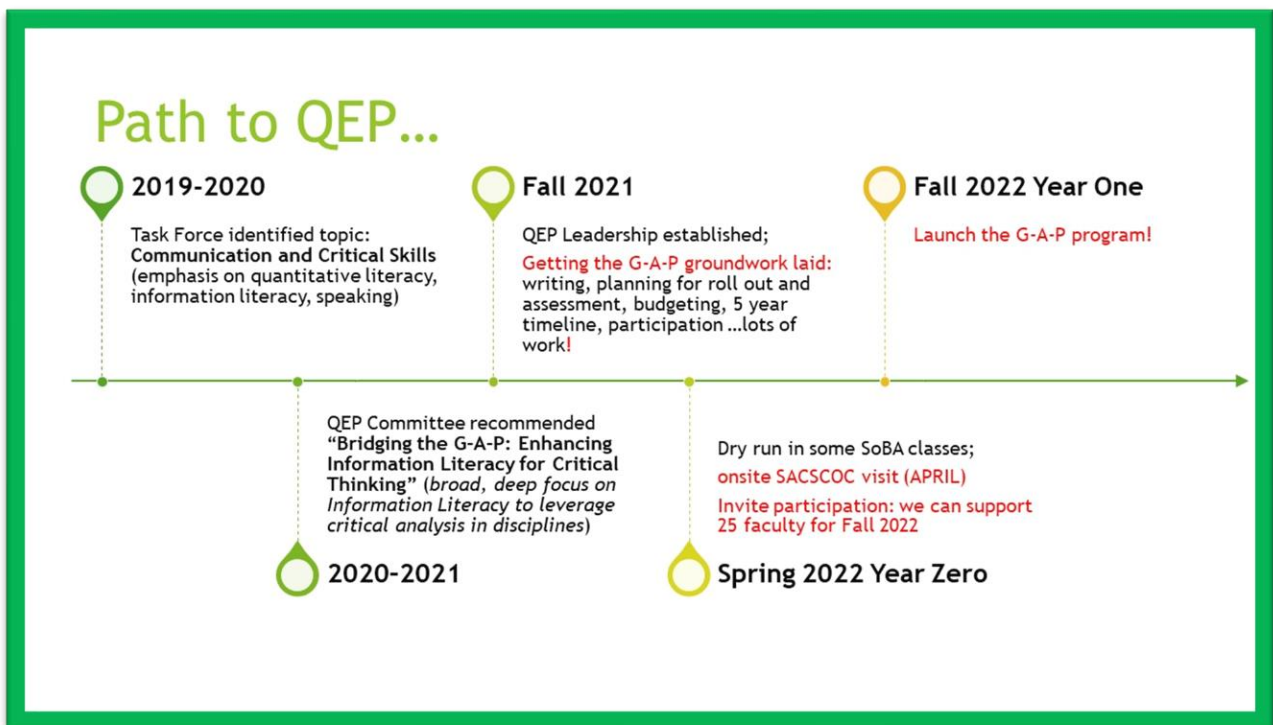 Path to QEP…
2019-2020
Task Force identified topic:
Communication and Critical Skills
(emphasis on quantitative literacy,
information literacy, speaking)
QEP Committee recommended
“Bridging the G-A-P: Enhancing
Information Literacy for Critical
Thinking” (broad, deep focus on
Information Literacy to leverage
critical analysis in disciplines)
2020-2021
Fall 2021
QEP Leadership established;
Getting the G-A-P groundwork laid:
writing, planning for roll out and
assessment, budgeting, 5 year
timeline, participation …lots of
work!
Dry run in some SoBA classes;
onsite SACSCOC visit (APRIL)
Invite participation: we can support
25 faculty for Fall 2022
Spring 2022 Year Zero
Fall 2022 Year One
Launch the G-A-P program!